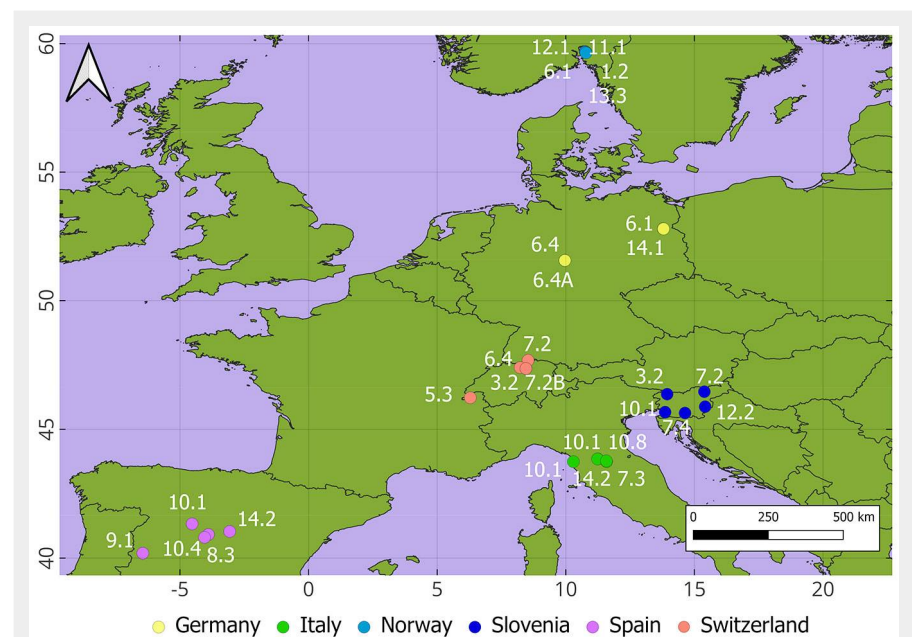 60
12.1 11.1
6.1 1.2
13.3
55
6.1
14.1
6.4
6.4A
50
7.2
6.4
3.2 7.2B
5.3
3.2 7.2
10.1 12.2
7.4
45
10.1 10.8
10.1 14.2 7.3
10.1
14.2
9.1 10.4 8.3
0 250 500 km
40
-5 0 5 10 15 20
Germany Italy Norway Slovenia Spain Switzerland